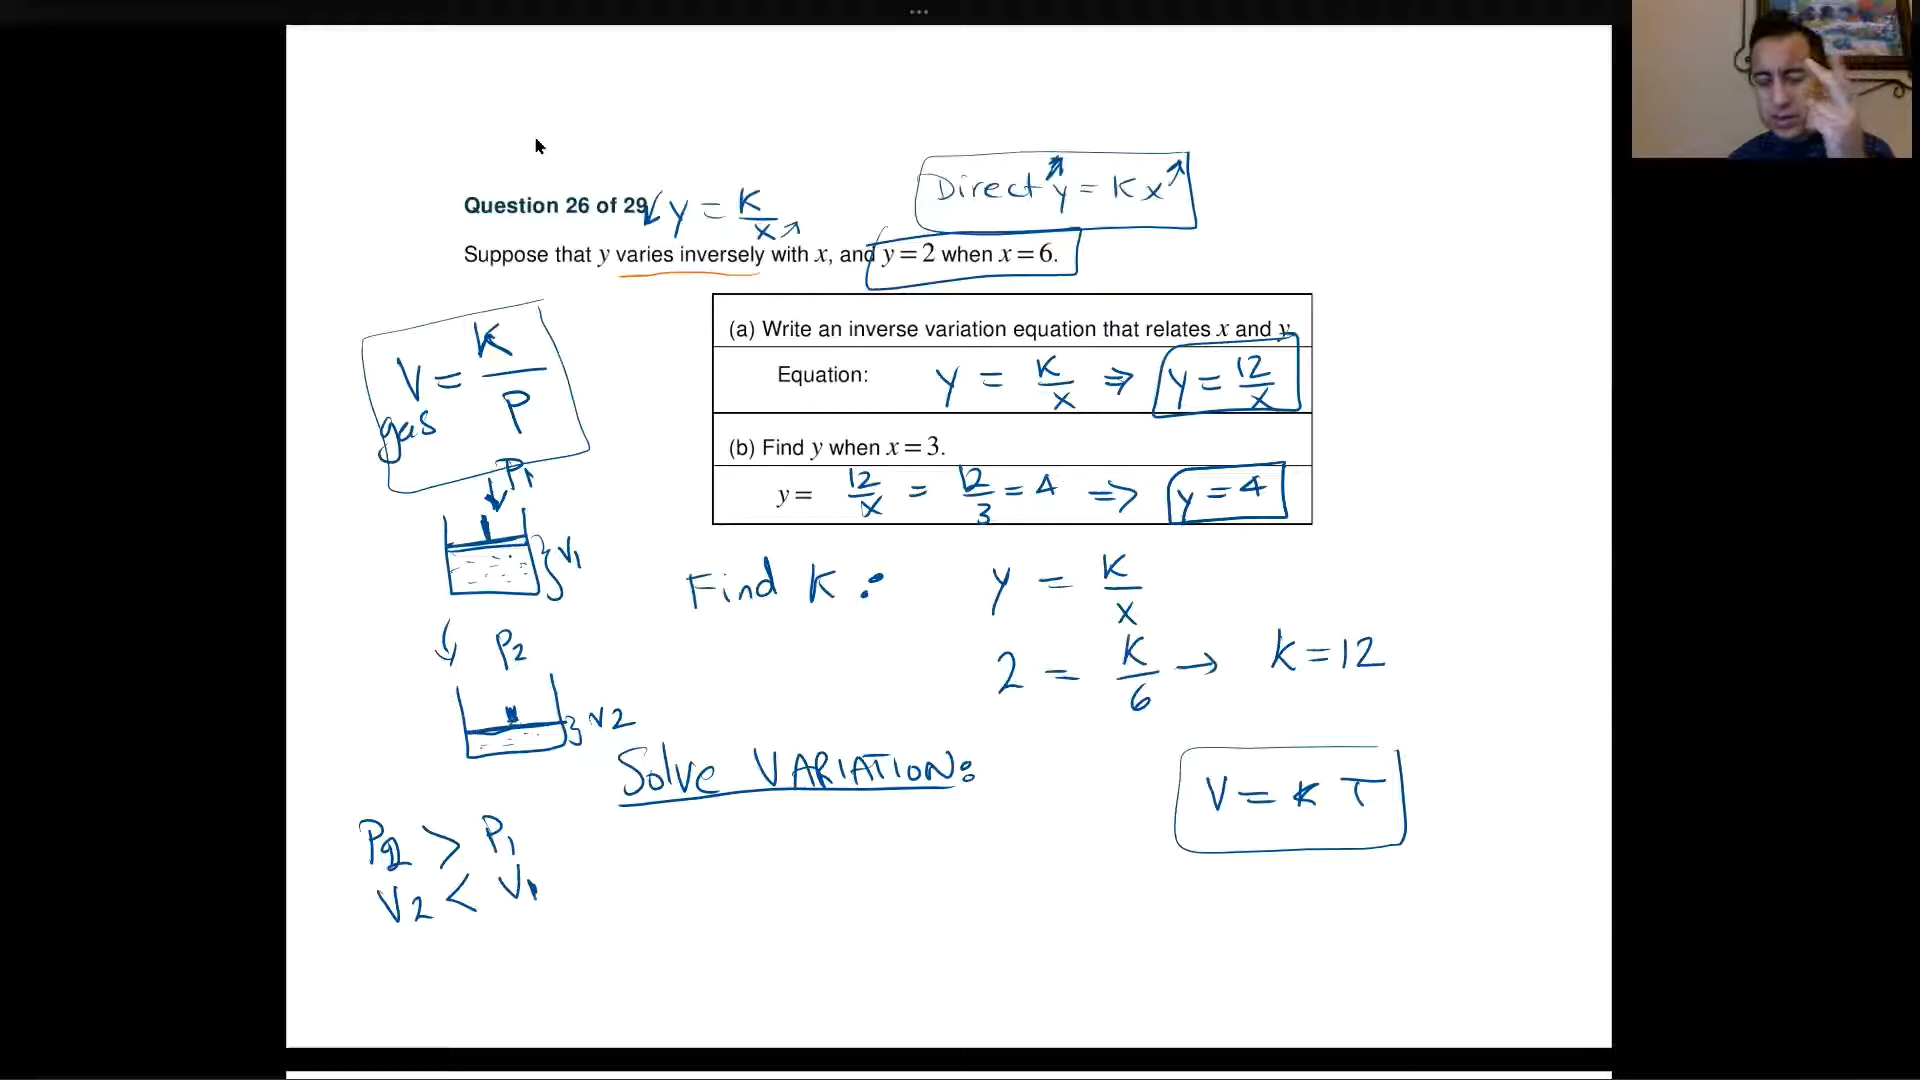 Direct y = Kx
Question 26 of 29 y = K/x
Suppose that y varies inversely with x, and y = 2 when x = 6.
(a) Write an inverse variation equation that relates x and y.
Equation: y = K/x ⇒ y = 12/x
(b) Find y when x = 3.
y = 12/x = 12/3 = 4 ⇒ y = 4
V = K/P
gas
P1
V1
P2
V2
Find K: y = K/x
2 = K/6 → k = 12
Solve VARIATION:
V = K T
P2 > P1
V2 < V1